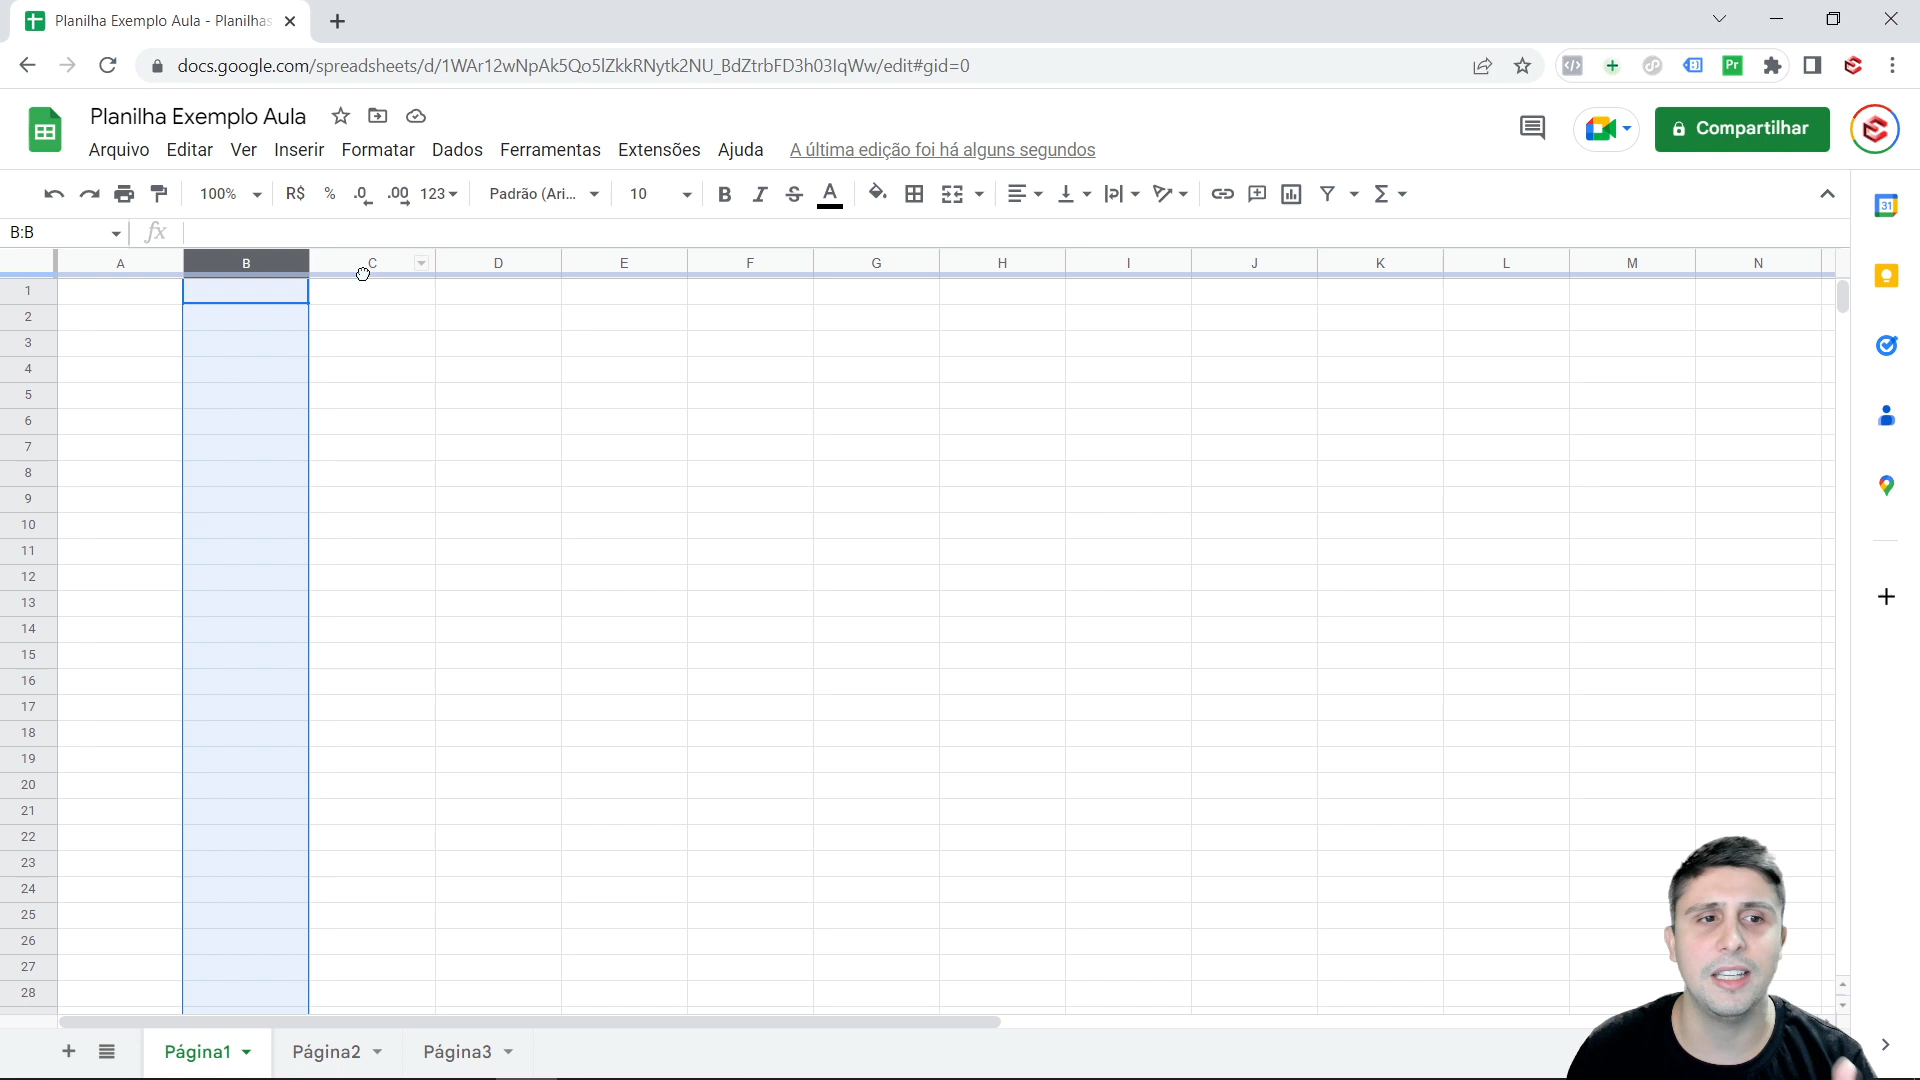 Planilha Exemplo Aula - Planilhas
docs.google.com/spreadsheets/d/1WAr12wNpAk5Qo5lZkkRNytk2NU_BdZtrbFD3h03IqWw/edit#gid=0
Planilha Exemplo Aula
Compartilhar
Arquivo Editar Ver Inserir Formatar Dados Ferramentas Extensões Ajuda A última edição foi há alguns segundos
100% R$ % .0 .00 123 Padrão (Ari... 10 B I S A Σ
B:B fx
A B C D E F G H I J K L M N
1
2
3
4
5
6
7
8
9
10
11
12
13
14
15
16
17
18
19
20
21
22
23
24
25
26
27
28
Página1 Página2 Página3
31
Pr